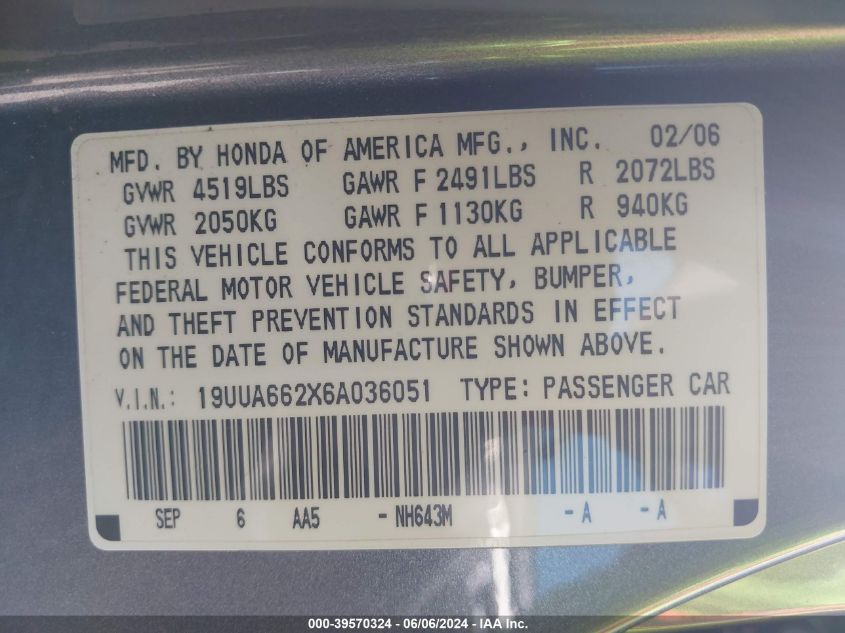 MFD. BY HONDA OF AMERICA MFG., INC. 02/06
GVWR 4519LBS GAWR F 2491LBS R 2072LBS
GVWR 2050KG GAWR F 1130KG R 940KG
THIS VEHICLE CONFORMS TO ALL APPLICABLE
FEDERAL MOTOR VEHICLE SAFETY, BUMPER,
AND THEFT PREVENTION STANDARDS IN EFFECT
ON THE DATE OF MANUFACTURE SHOWN ABOVE.
V.I.N.: 19UUA662X6A036051 TYPE: PASSENGER CAR
SEP 6 AA5 - NH643M - A - A
000-39570324 - 06/06/2024 - IAA Inc.